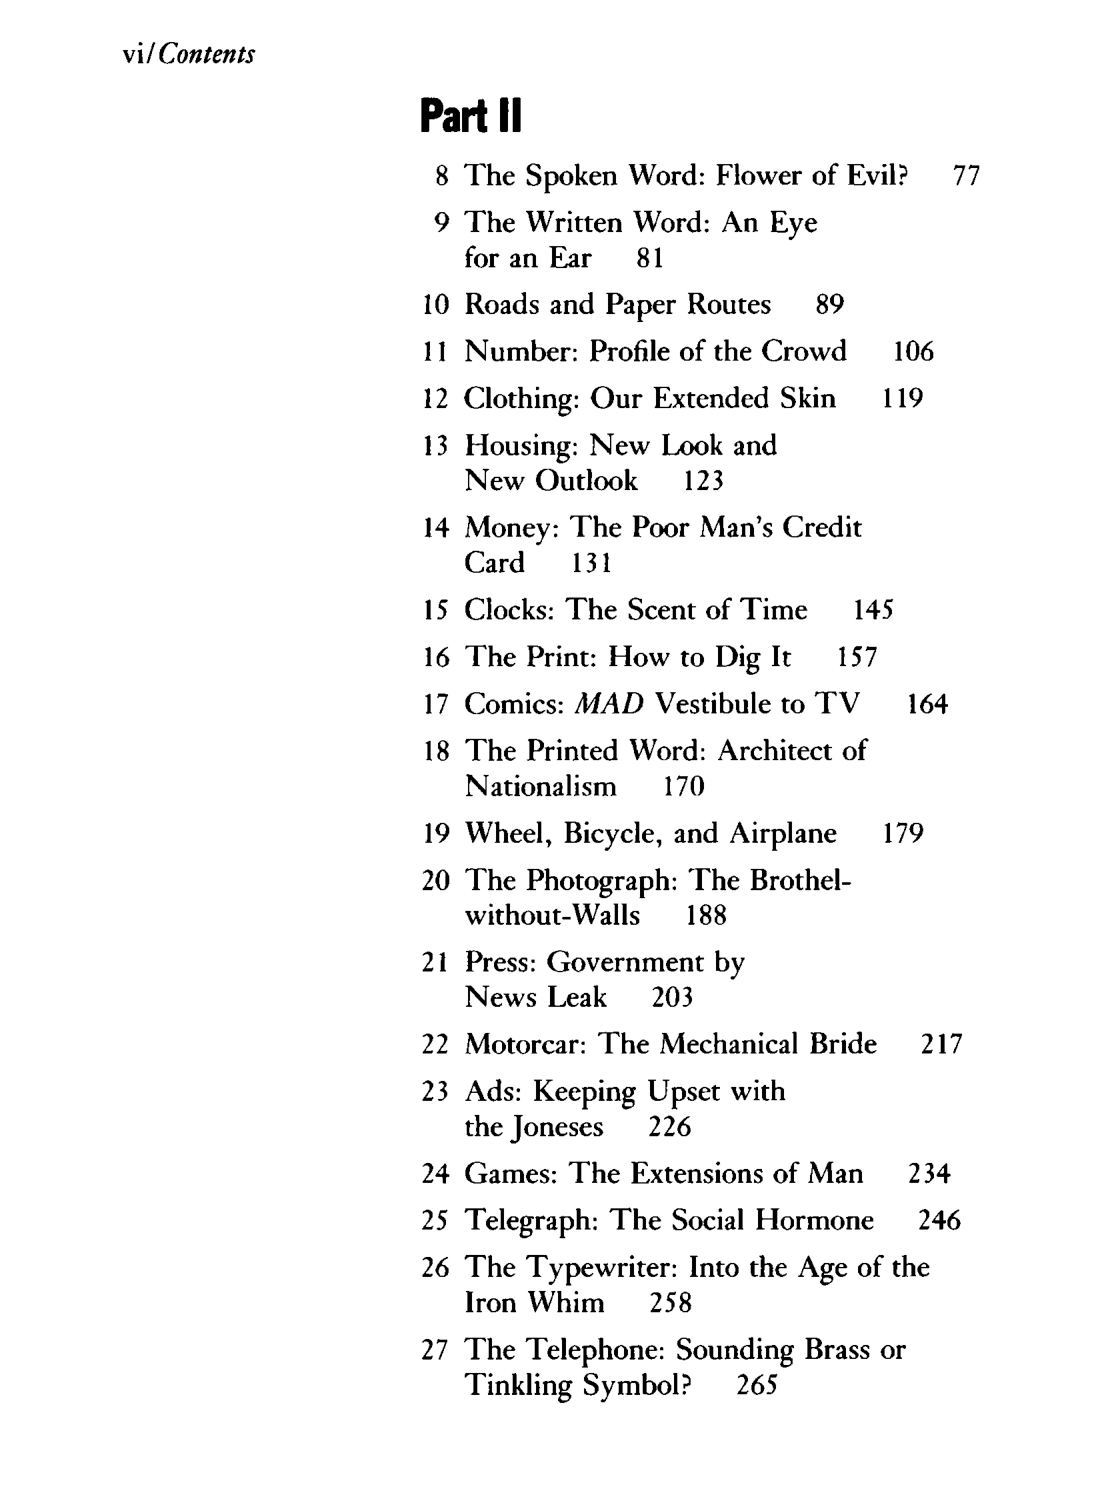 vi/Contents
Part II
8 The Spoken Word: Flower of Evil? 77
9 The Written Word: An Eye
for an Ear 81
10 Roads and Paper Routes 89
11 Number: Profile of the Crowd 106
12 Clothing: Our Extended Skin 119
13 Housing: New Look and
New Outlook 123
14 Money: The Poor Man's Credit
Card 131
15 Clocks: The Scent of Time 145
16 The Print: How to Dig It 157
17 Comics: MAD Vestibule to TV 164
18 The Printed Word: Architect of
Nationalism 170
19 Wheel, Bicycle, and Airplane 179
20 The Photograph: The Brothel-
without-Walls 188
21 Press: Government by
News Leak 203
22 Motorcar: The Mechanical Bride 217
23 Ads: Keeping Upset with
the Joneses 226
24 Games: The Extensions of Man 234
25 Telegraph: The Social Hormone 246
26 The Typewriter: Into the Age of the
Iron Whim 258
27 The Telephone: Sounding Brass or
Tinkling Symbol? 265